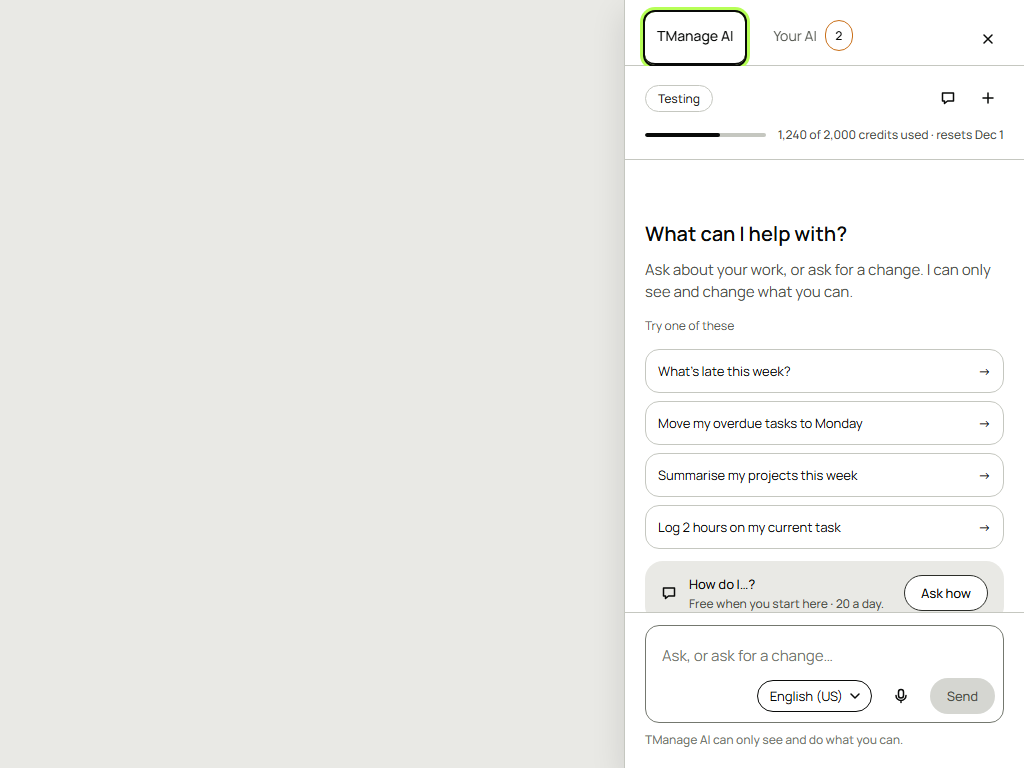 TManage AI
Your AI 2
Testing
1,240 of 2,000 credits used · resets Dec 1
What can I help with?
Ask about your work, or ask for a change. I can only
see and change what you can.
Try one of these
What's late this week?
Move my overdue tasks to Monday
Summarise my projects this week
Log 2 hours on my current task
How do I…?
Free when you start here · 20 a day.
Ask how
Ask, or ask for a change…
English (US)
Send
TManage AI can only see and do what you can.